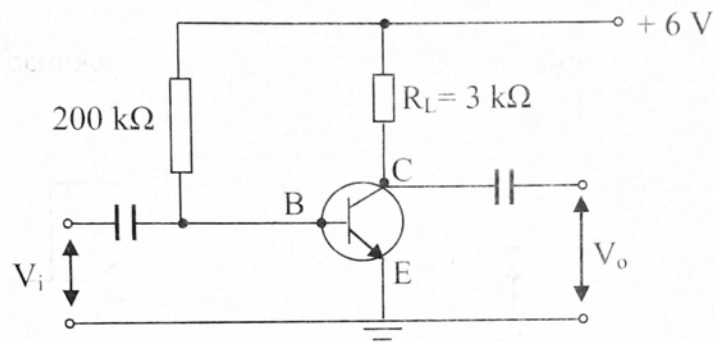 + 6 V
R_L = 3 kΩ
200 kΩ
C
B
V_i
E
V_o